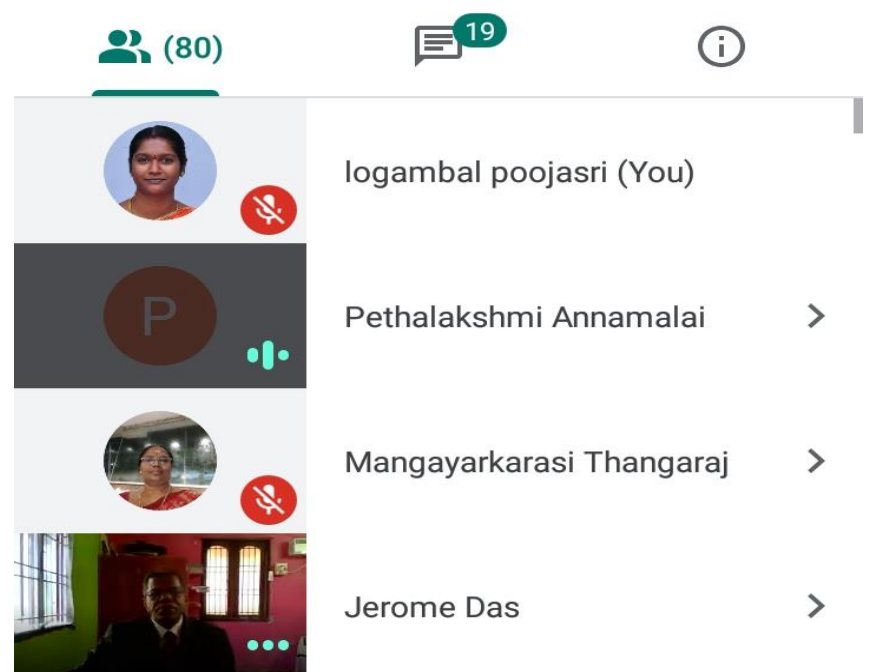 (80)
19
logambal poojasri (You)
P
Pethalakshmi Annamalai
Mangayarkarasi Thangaraj
Jerome Das